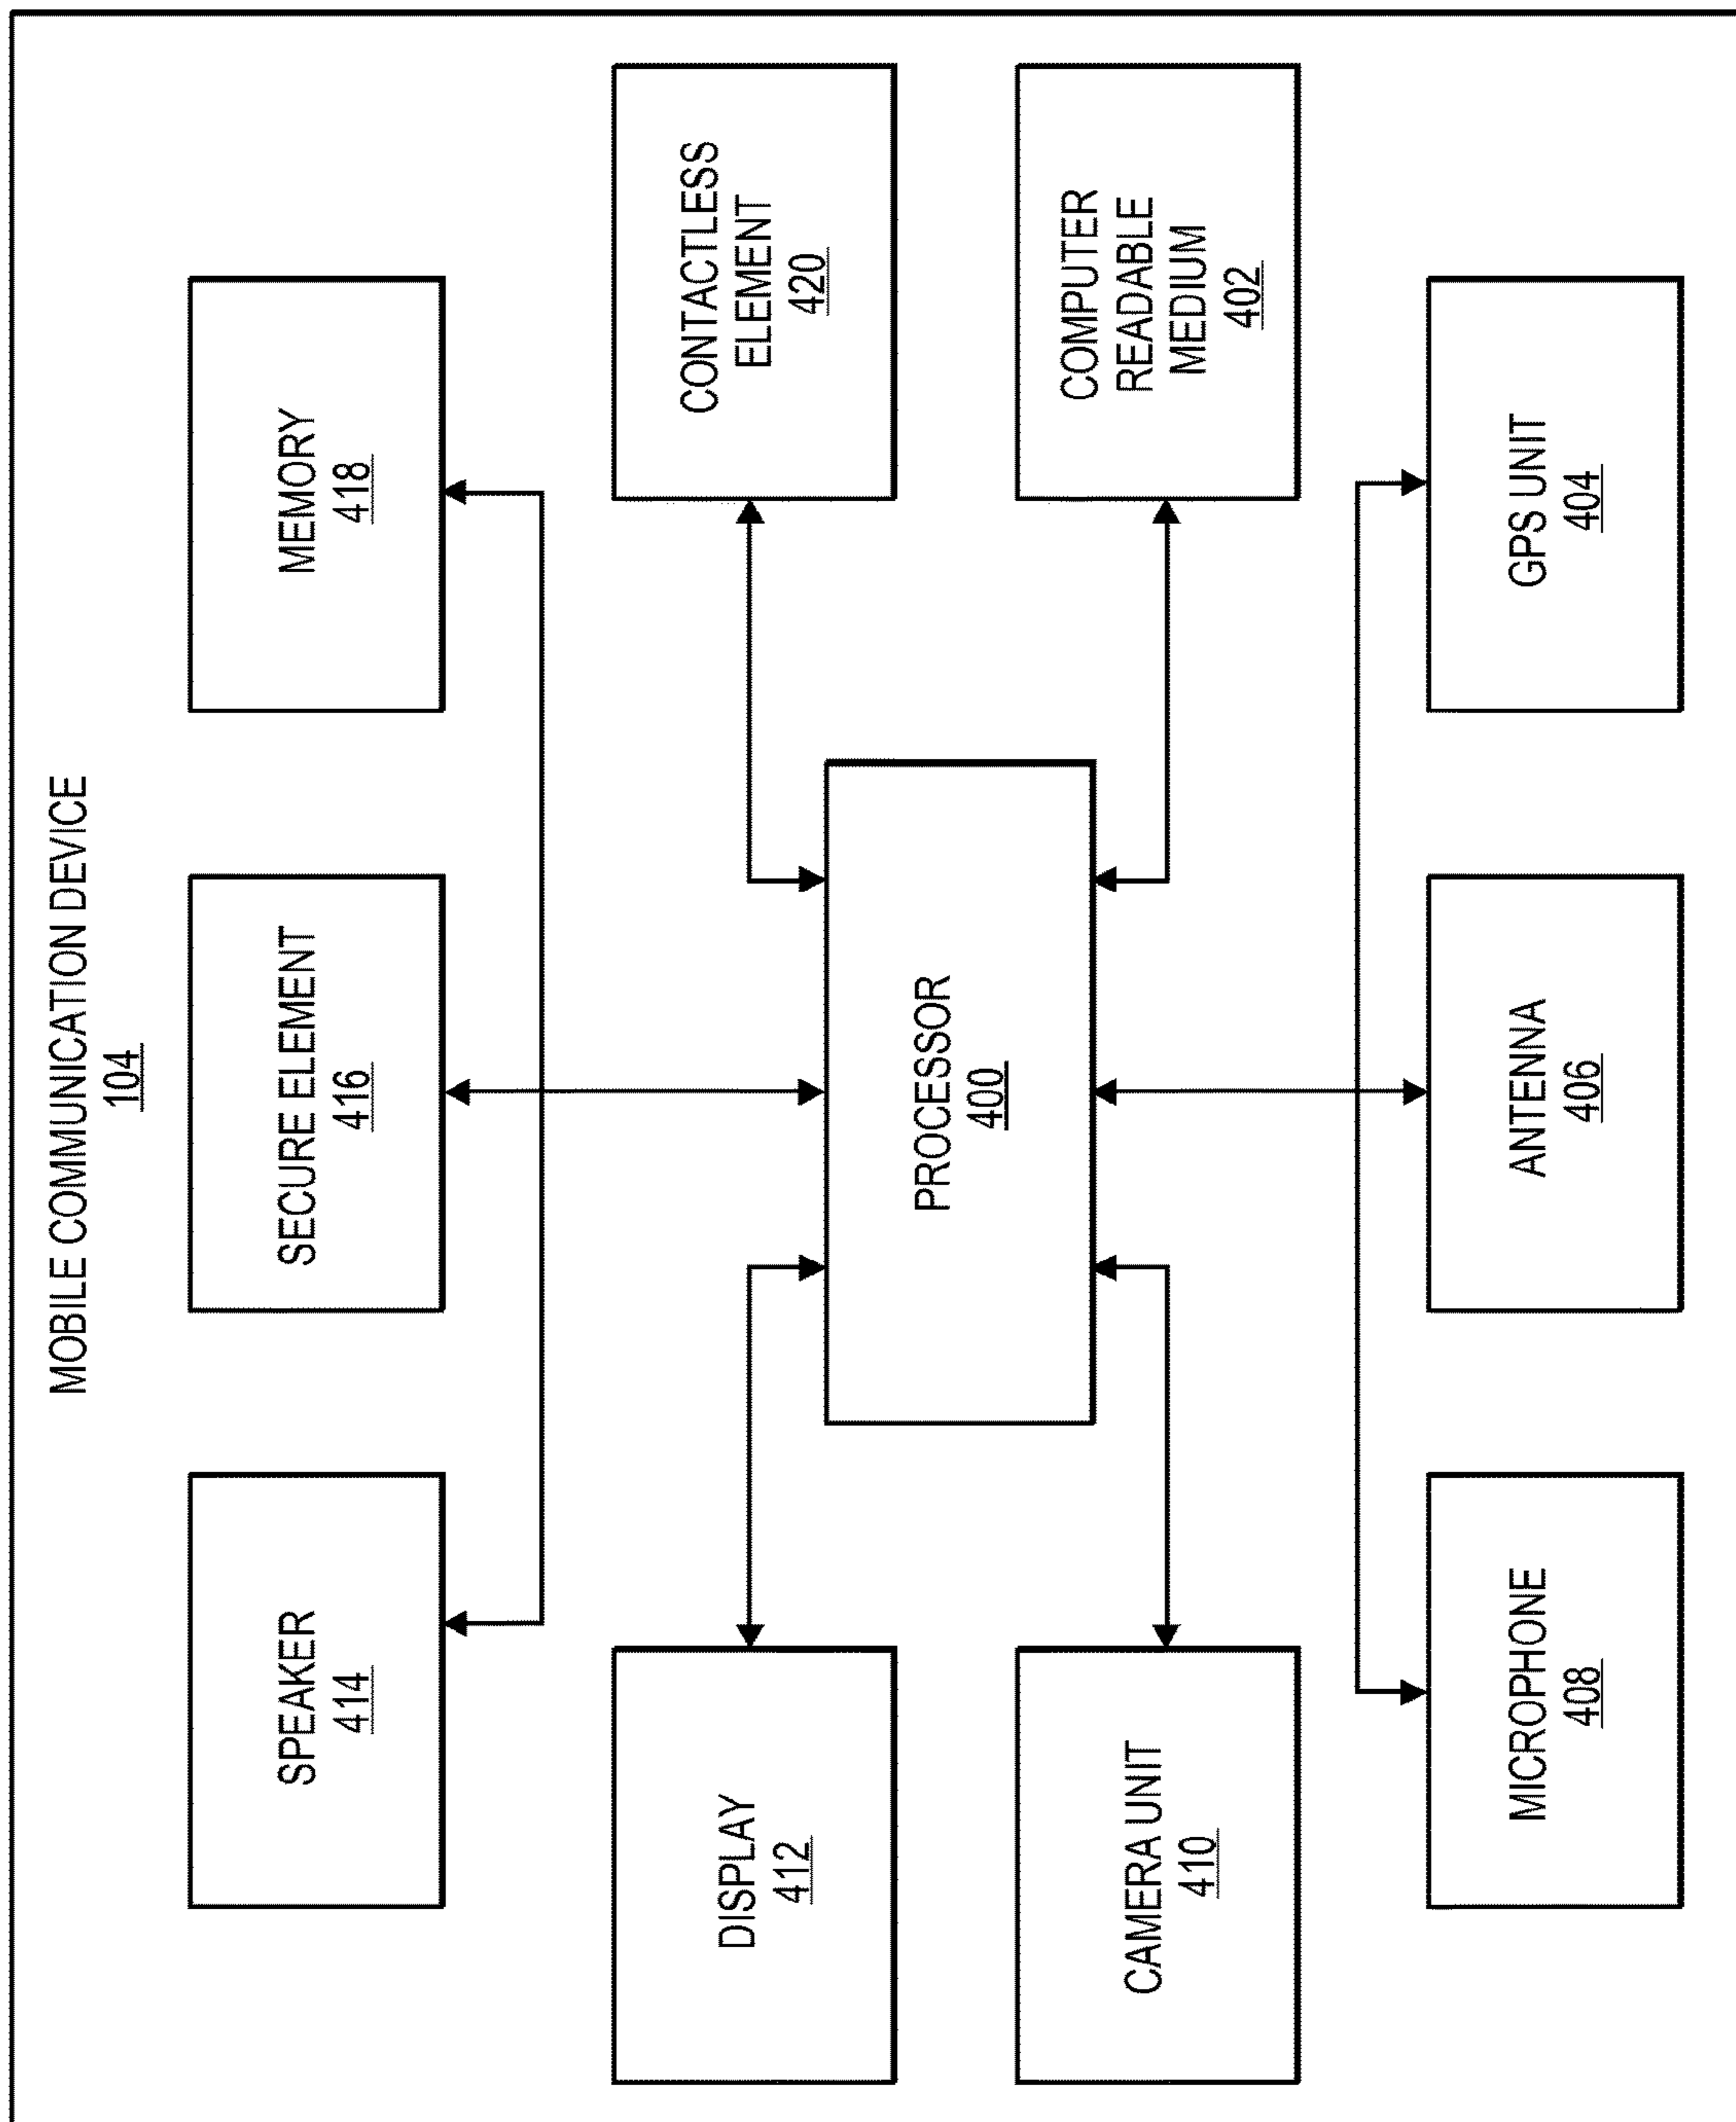 MOBILE COMMUNICATION DEVICE
104
SPEAKER
414
SECURE ELEMENT
416
MEMORY
418
DISPLAY
412
CONTACTLESS
ELEMENT
420
PROCESSOR
400
CAMERA UNIT
410
COMPUTER
READABLE
MEDIUM
402
MICROPHONE
408
ANTENNA
406
GPS UNIT
404